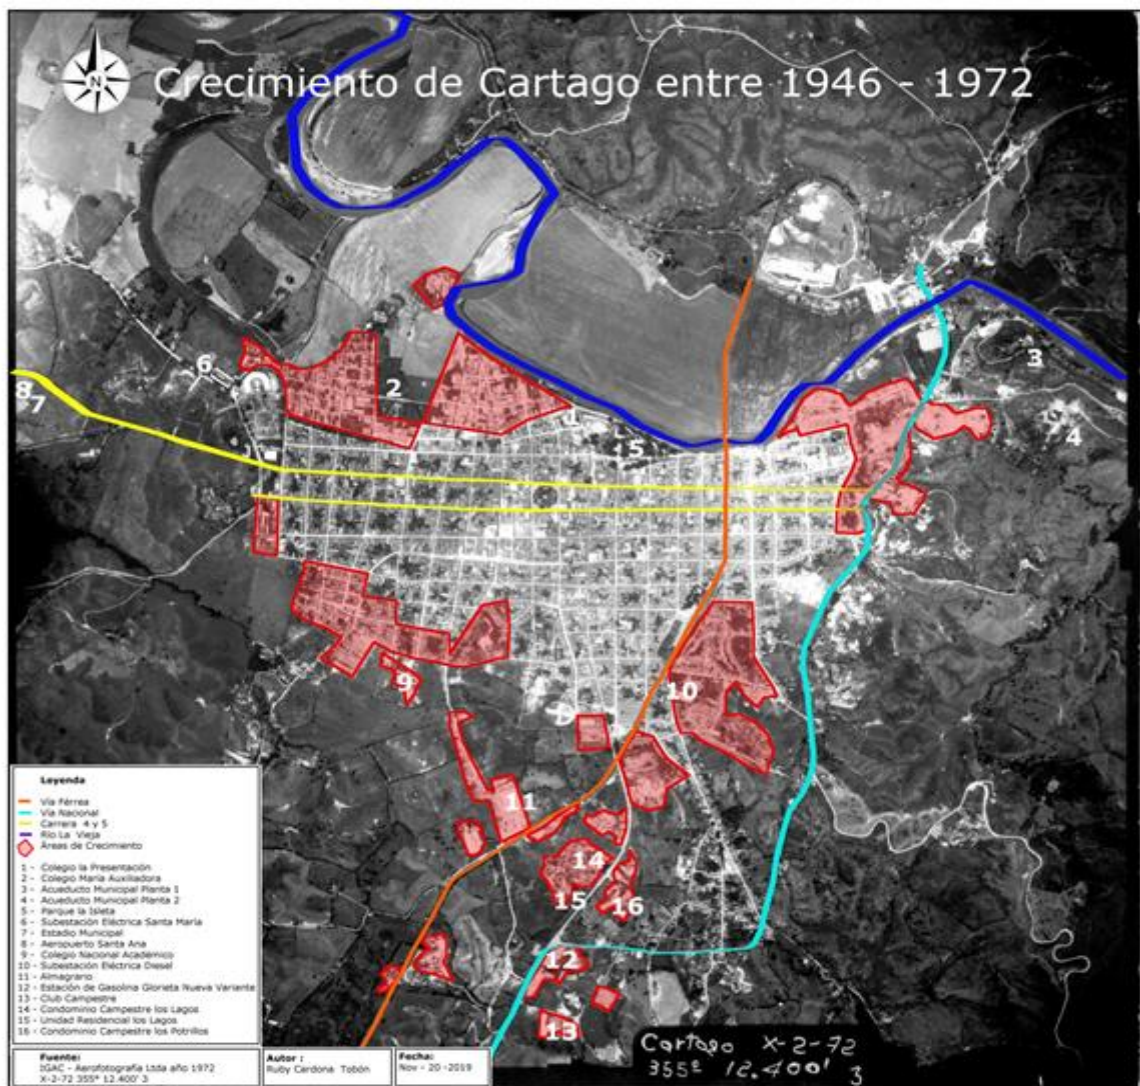 N
Crecimiento de Cartago entre 1946 - 1972
6
2
3
8
7
1
4
5
9
10
11
14
15
16
12
13
Leyenda
Vía Férrea
Vía Nacional
Carrera 4 y 5
Río La Vieja
Áreas de Crecimiento
1 - Colegio la Presentación
2 - Colegio María Auxiliadora
3 - Acueducto Municipal Planta 1
4 - Acueducto Municipal Planta 2
5 - Parque la Isleta
6 - Subestación Eléctrica Santa María
7 - Estadio Municipal
8 - Aeropuerto Santa Ana
9 - Colegio Nacional Académico
10 - Subestación Eléctrica Diesel
11 - Almagrario
12 - Estación de Gasolina Glorieta Nueva Variante
13 - Club Campestre
14 - Condominio Campestre los Lagos
15 - Unidad Residencial los Lagos
16 - Condominio Campestre los Potrillos
Fuente:
IGAC - Aerofotografía Ltda año 1972
X-2-72 355º 12.400' 3
Autor :
Ruby Cardona Tobón
Fecha:
Nov - 20 -2019
Cartago X-2-72
355º 12.400'
3